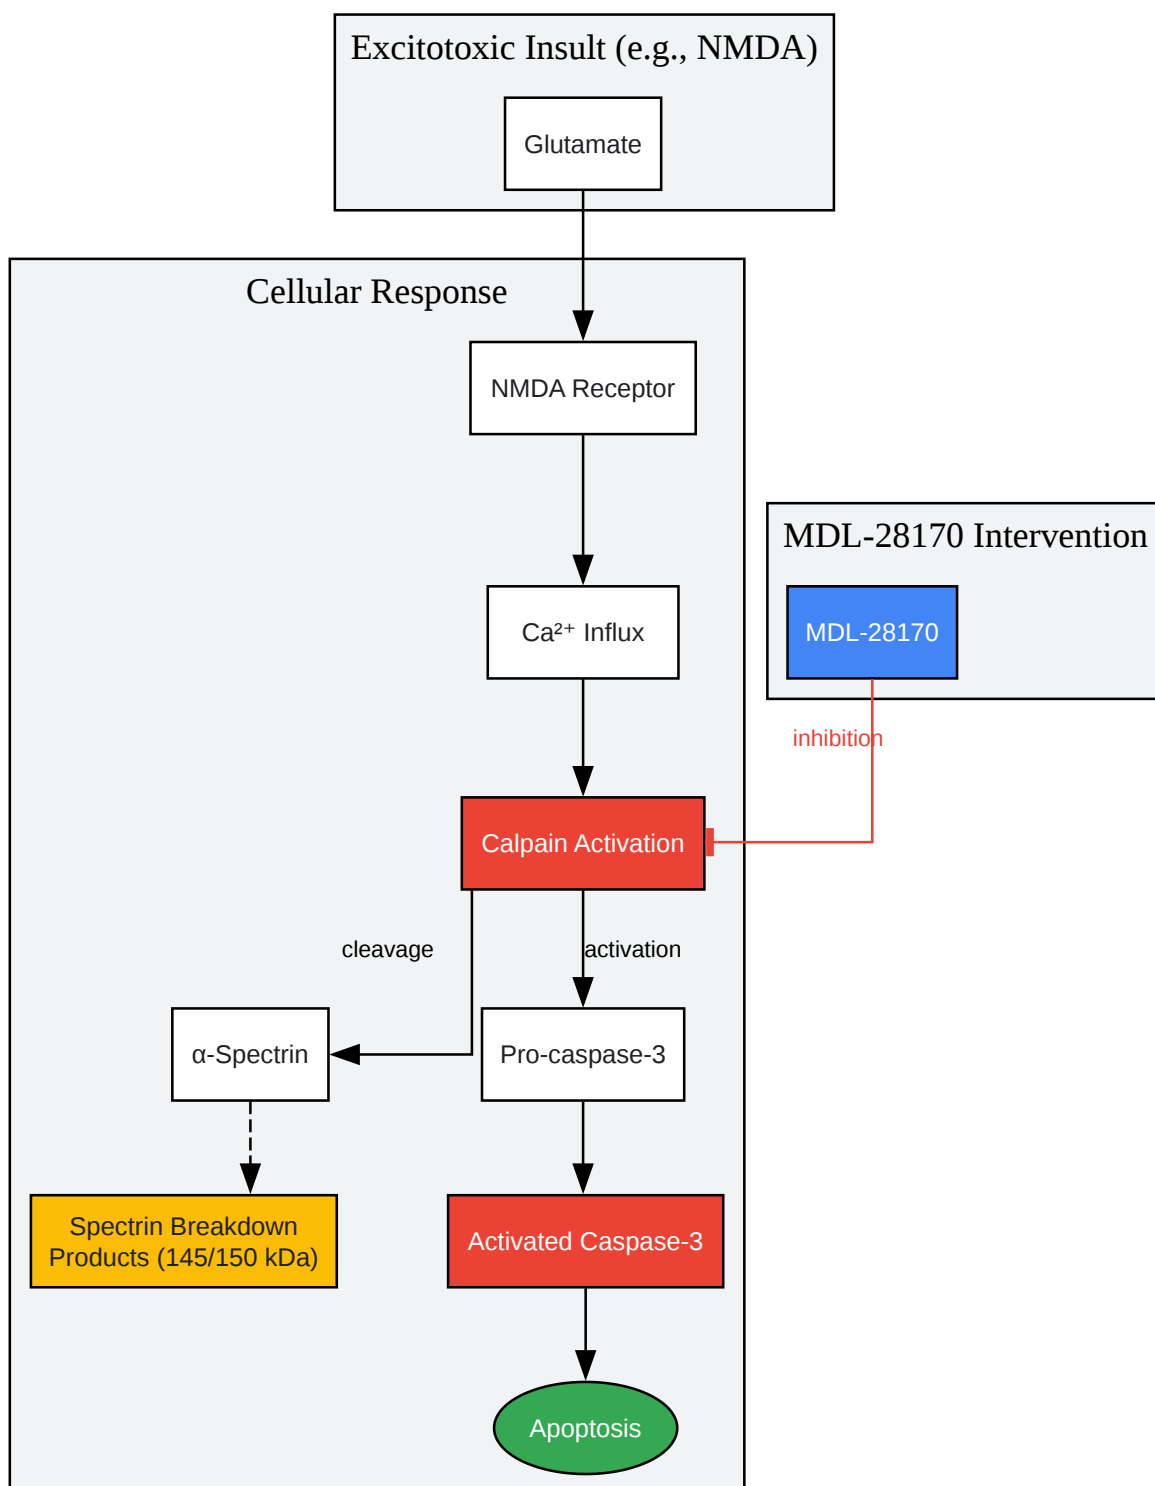 Excitotoxic Insult (e.g., NMDA)
Glutamate
Cellular Response
NMDA Receptor
MDL-28170 Intervention
Ca²⁺ Influx
MDL-28170
inhibition
Calpain Activation
cleavage
activation
α-Spectrin
Pro-caspase-3
Spectrin Breakdown
Products (145/150 kDa)
Activated Caspase-3
Apoptosis